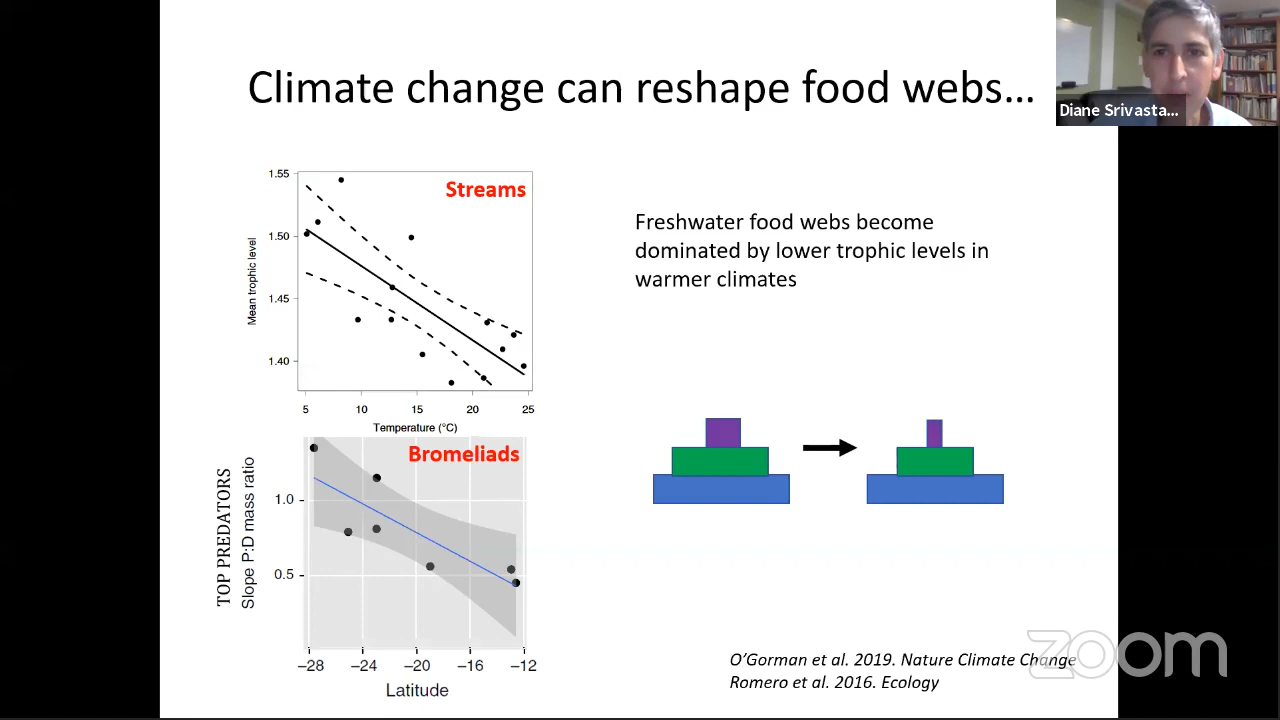 Climate change can reshape food webs...
Diane Srivasta...
Streams
1.55
1.50
1.45
1.40
Mean trophic level
5 10 15 20 25
Temperature (°C)
Freshwater food webs become
dominated by lower trophic levels in
warmer climates
Bromeliads
TOP PREDATORS
Slope P:D mass ratio
1.0
0.5
−28 −24 −20 −16 −12
Latitude
O'Gorman et al. 2019. Nature Climate Change
Romero et al. 2016. Ecology
zoom